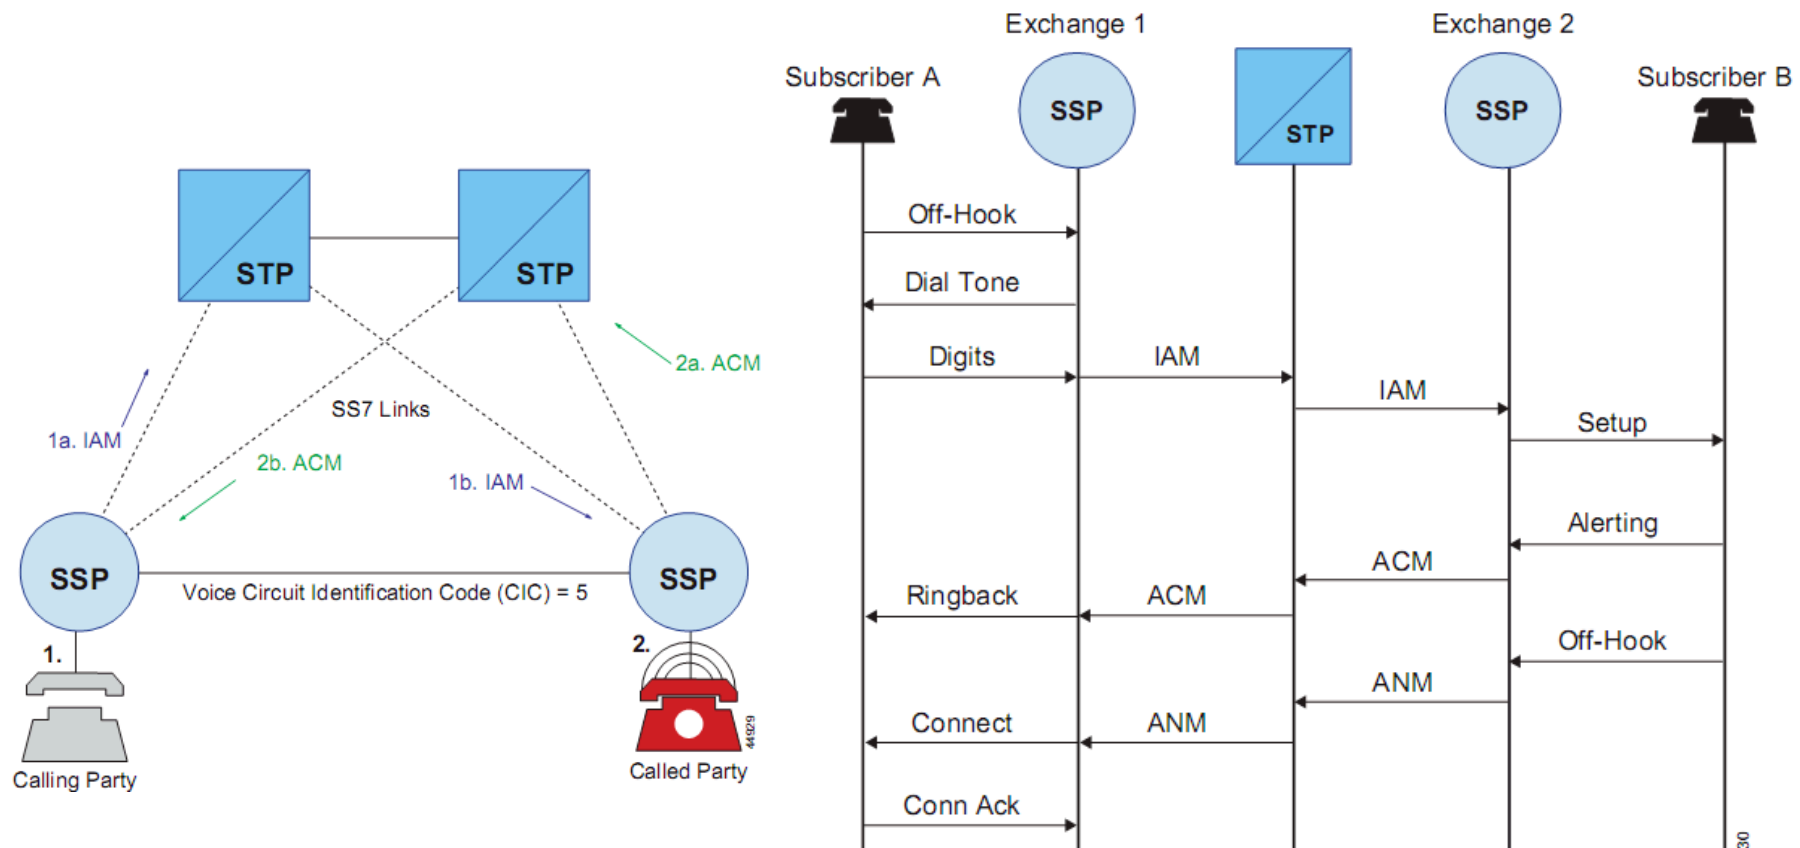 STP
STP
2a. ACM
SS7 Links
1a. IAM
2b. ACM
1b. IAM
SSP
SSP
Voice Circuit Identification Code (CIC) = 5
1.
2.
44929
Calling Party
Called Party
Exchange 1
Exchange 2
Subscriber A
Subscriber B
SSP
STP
SSP
Off-Hook
Dial Tone
Digits
IAM
IAM
Setup
Alerting
ACM
Ringback
ACM
Off-Hook
ANM
Connect
ANM
Conn Ack
30